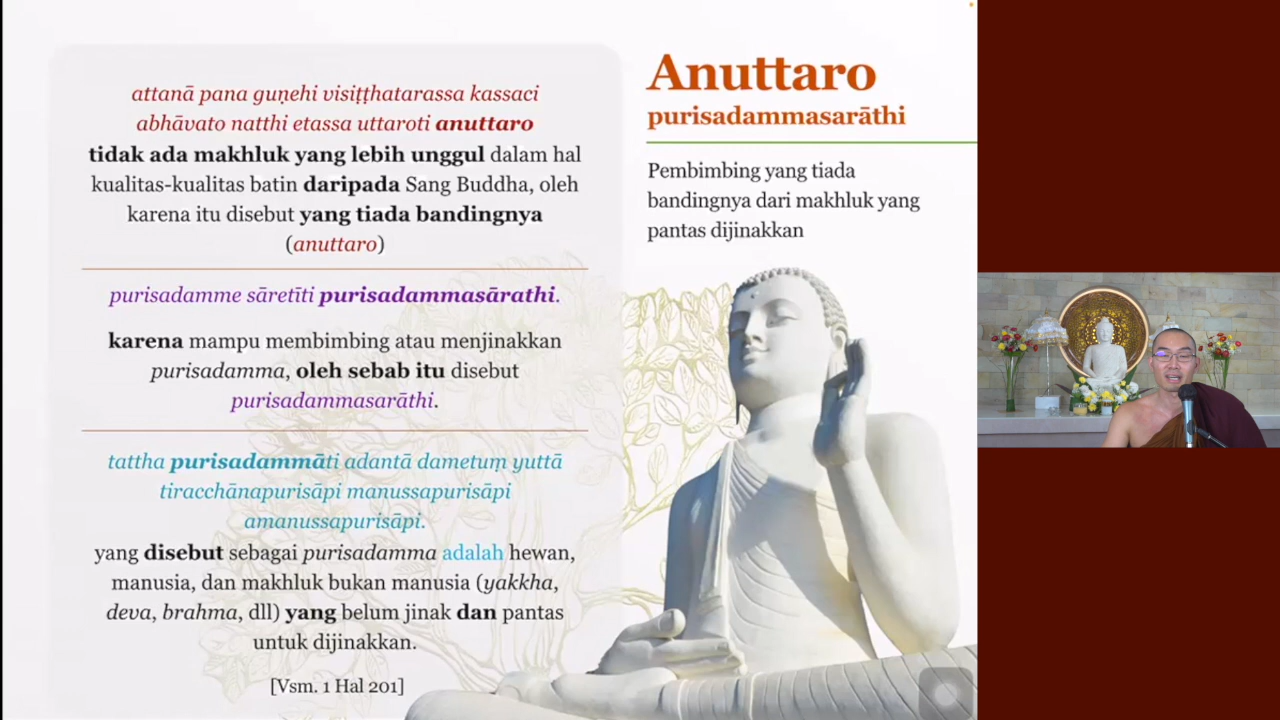 attanā pana guṇehi visiṭṭhatarassa kassaci
abhāvato natthi etassa uttaroti anuttaro
tidak ada makhluk yang lebih unggul dalam hal
kualitas-kualitas batin daripada Sang Buddha, oleh
karena itu disebut yang tiada bandingnya
(anuttaro)
purisadamme sāretīti purisadammasārathi.
karena mampu membimbing atau menjinakkan
purisadamma, oleh sebab itu disebut
purisadammasarāthi.
tattha purisadammāti adantā dametuṃ yuttā
tiracchānapurisāpi manussapurisāpi
amanussapurisāpi.
yang disebut sebagai purisadamma adalah hewan,
manusia, dan makhluk bukan manusia (yakkha,
deva, brahma, dll) yang belum jinak dan pantas
untuk dijinakkan.
[Vsm. 1 Hal 201]
Anuttaro
purisadammasarāthi
Pembimbing yang tiada
bandingnya dari makhluk yang
pantas dijinakkan